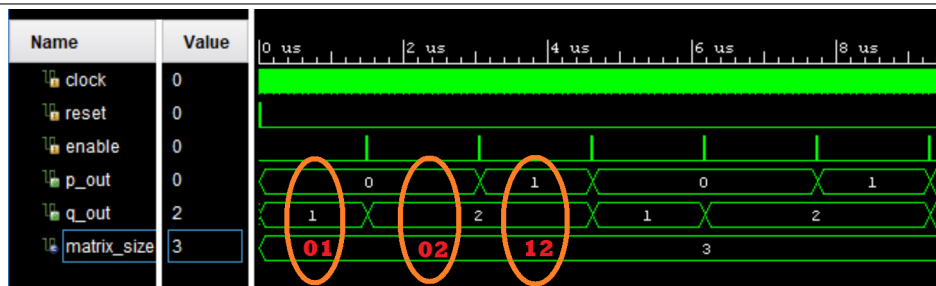 Name Value 0 us 2 us 4 us 6 us 8 us
clock 0
reset 0
enable 0
p_out 0 0 1 0 1
q_out 2 1 2 1 2
matrix_size 3 01 02 12 3